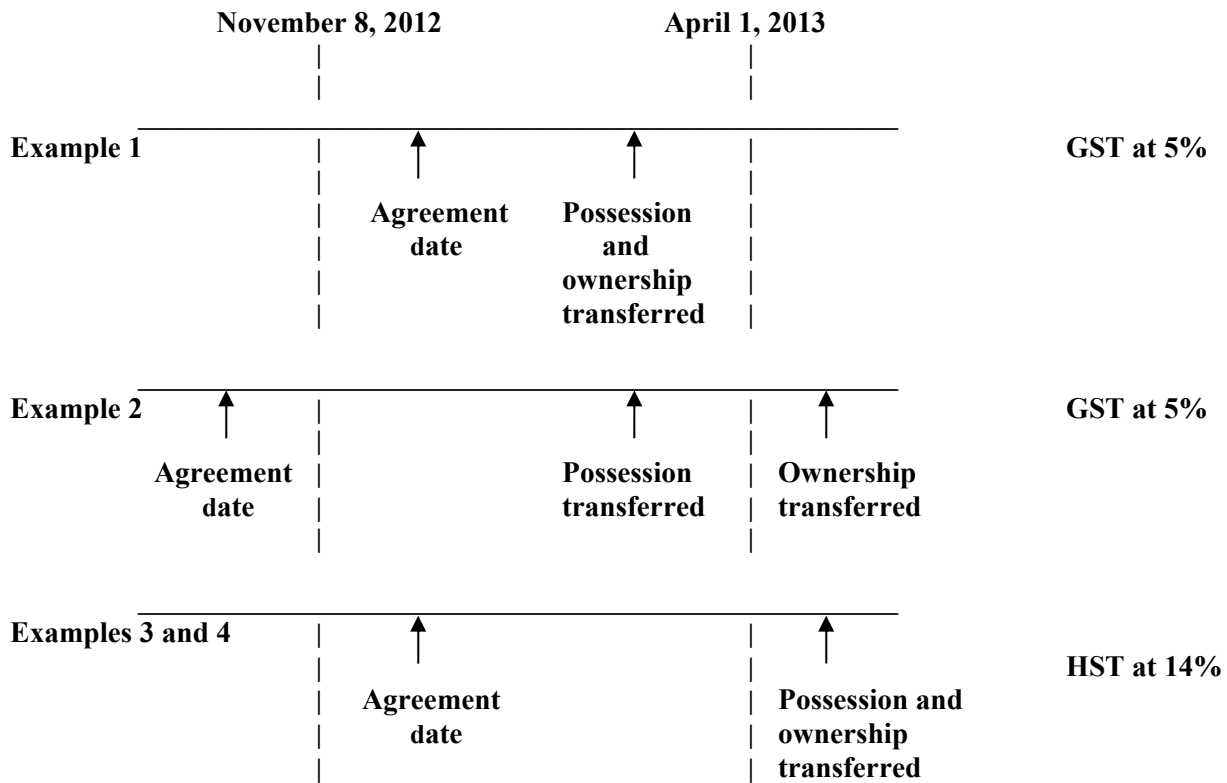 November 8, 2012 April 1, 2013
Example 1 GST at 5%
Agreement Possession
date and
ownership
transferred
Example 2 GST at 5%
Agreement Possession Ownership
date transferred transferred
Examples 3 and 4
HST at 14%
Agreement Possession and
date ownership
transferred